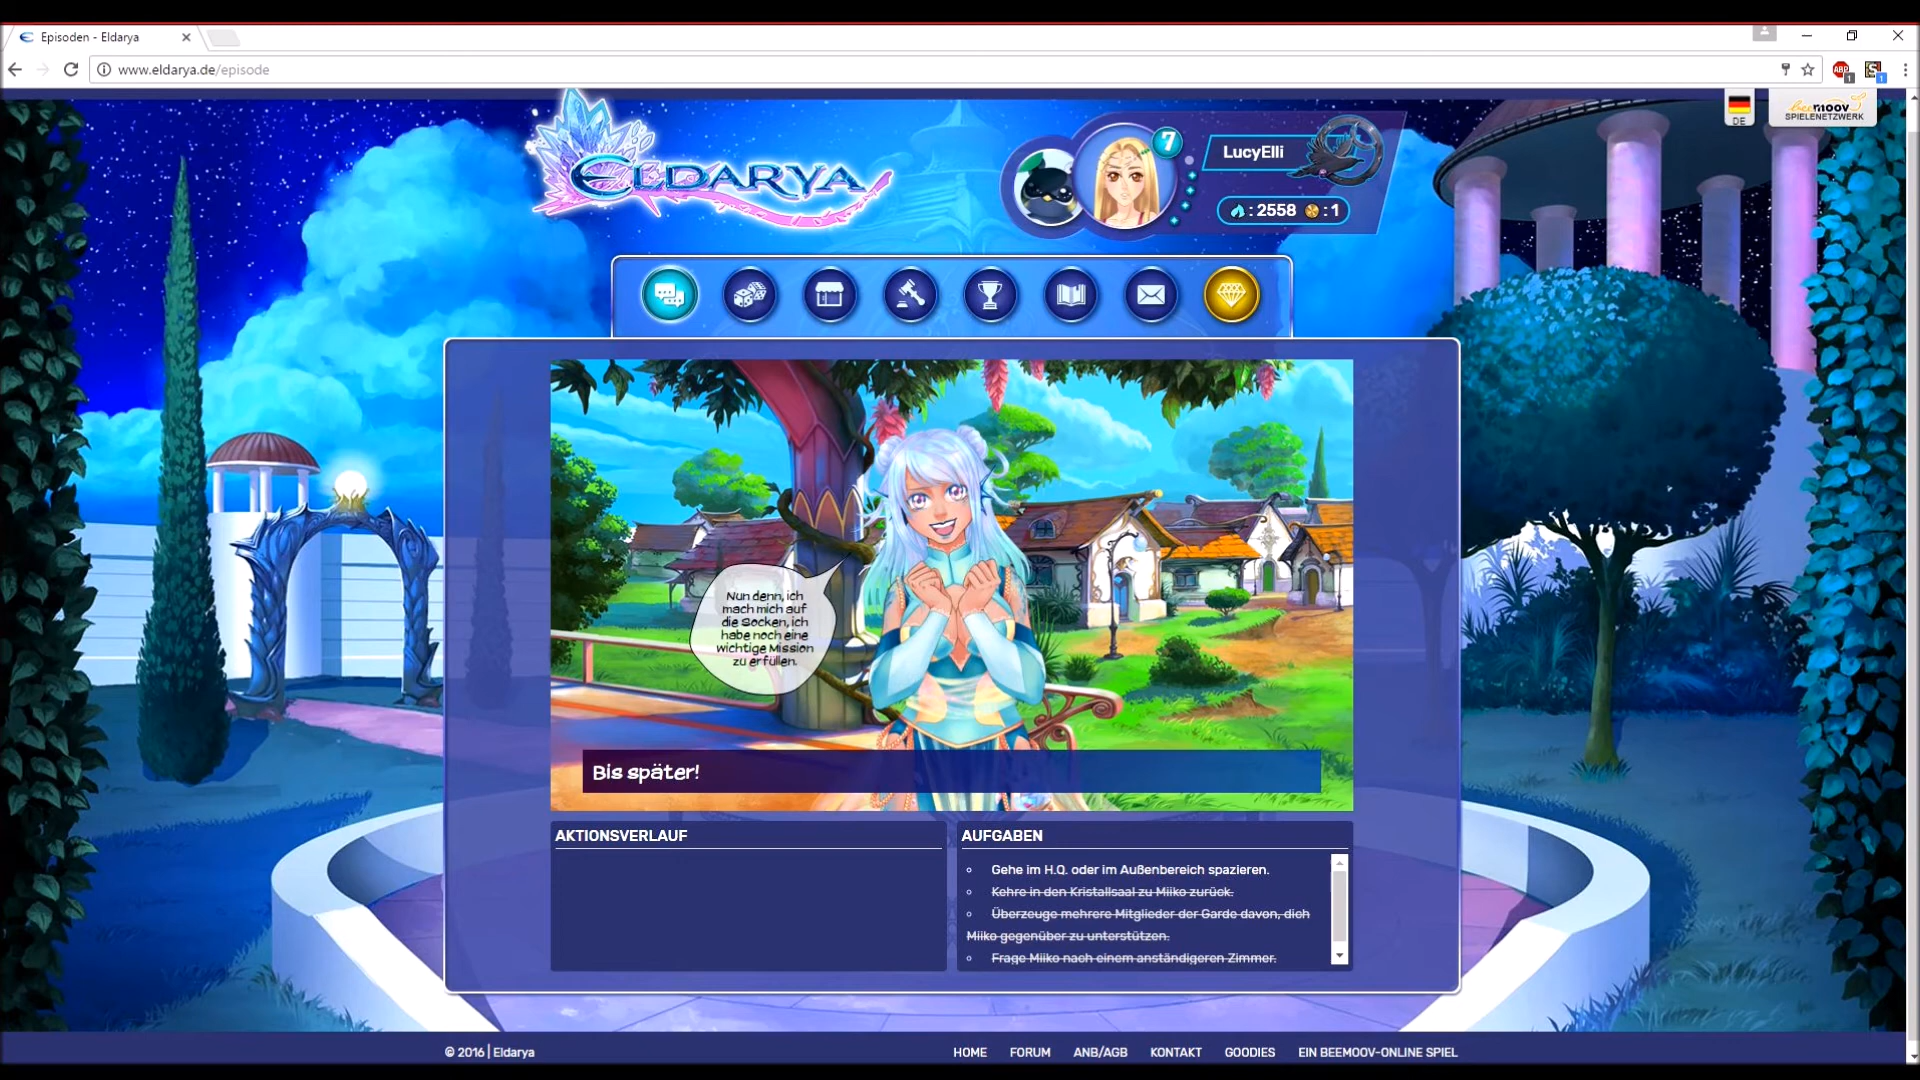 Episoden - Eldarya
www.eldarya.de/episode
ABP
1
S
1
ELDARYA
7
LucyElli
: 2558 : 1
DE
beemoov
SPIELENETZWERK
Nun denn, ich
mach mich auf
die Socken, ich
habe noch eine
wichtige Mission
zu erfüllen.
Bis später!
AKTIONSVERLAUF
AUFGABEN
Gehe im H.Q. oder im Außenbereich spazieren.
Kehre in den Kristallsaal zu Miiko zurück.
Überzeuge mehrere Mitglieder der Garde davon, dich
Miiko gegenüber zu unterstützen.
Frage Miiko nach einem anständigeren Zimmer.
© 2016 | Eldarya
HOME FORUM ANB/AGB KONTAKT GOODIES EIN BEEMOOV-ONLINE SPIEL